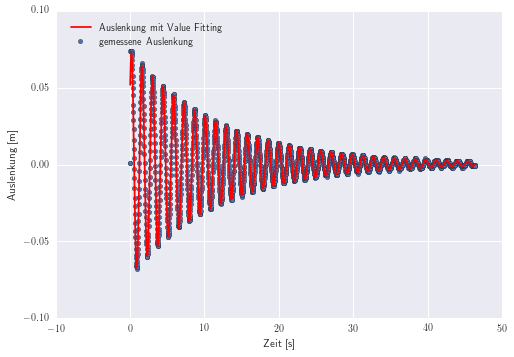 0.10
Auslenkung mit Value Fitting
gemessene Auslenkung
0.05
Auslenkung [m]
0.00
−0.05
−0.10
−10 0 10 20 30 40 50
Zeit [s]